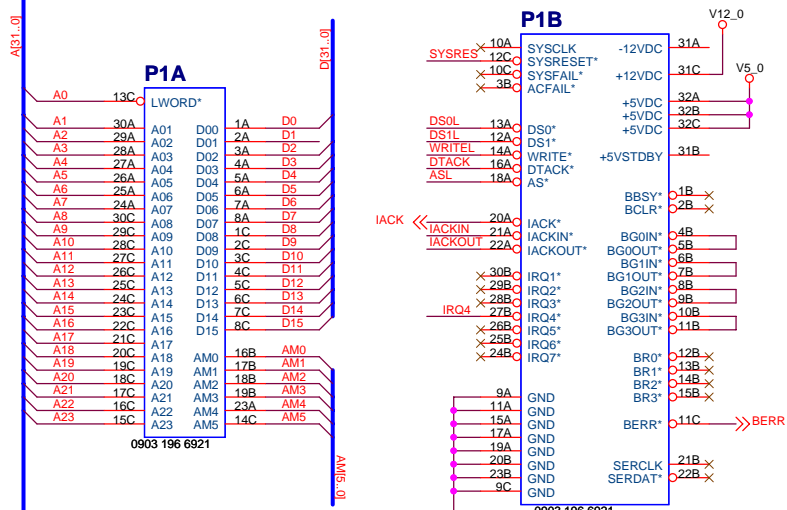 A[31..0]
P1A
D[31..0]
A0 13C LWORD*
A1 30A A01 D00 1A D0
A2 29A A02 D01 2A D1
A3 28A A03 D02 3A D2
A4 27A A04 D03 4A D3
A5 26A A05 D04 5A D4
A6 25A A06 D05 6A D5
A7 24A A07 D06 7A D6
A8 30C A08 D07 8A D7
A9 29C A09 D08 1C D8
A10 28C A10 D09 2C D9
A11 27C A11 D10 3C D10
A12 26C A12 D11 4C D11
A13 25C A13 D12 5C D12
A14 24C A14 D13 6C D13
A15 23C A15 D14 7C D14
A16 22C A16 D15 8C D15
A17 21C A17
A18 20C A18 AM0 16B AM0
A19 19C A19 AM1 17B AM1
A20 18C A20 AM2 18B AM2
A21 17C A21 AM3 19B AM3
A22 16C A22 AM4 23A AM4
A23 15C A23 AM5 14C AM5
0903 196 6921
AM[5..0]
P1B
V12_0
V5_0
10A SYSCLK -12VDC 31A
SYSRES 12C SYSRESET*
10C SYSFAIL* +12VDC 31C
3B ACFAIL*
+5VDC 32A
+5VDC 32B
+5VDC 32C
DS0L 13A DS0*
DS1L 12A DS1*
WRITEL 14A WRITE* +5VSTDBY 31B
DTACK 16A DTACK*
ASL 18A AS*
BBSY* 1B
BCLR* 2B
IACK 20A IACK*
IACKIN 21A IACKIN* BG0IN* 4B
IACKOUT 22A IACKOUT* BG0OUT* 5B
BG1IN* 6B
30B IRQ1* BG1OUT* 7B
29B IRQ2* BG2IN* 8B
28B IRQ3* BG2OUT* 9B
IRQ4 27B IRQ4* BG3IN* 10B
26B IRQ5* BG3OUT* 11B
25B IRQ6*
24B IRQ7* BR0* 12B
BR1* 13B
BR2* 14B
9A GND BR3* 15B
11A GND
15A GND BERR* 11C BERR
17A GND
19A GND
20B GND SERCLK 21B
23B GND SERDAT* 22B
9C GND
0903 196 6921